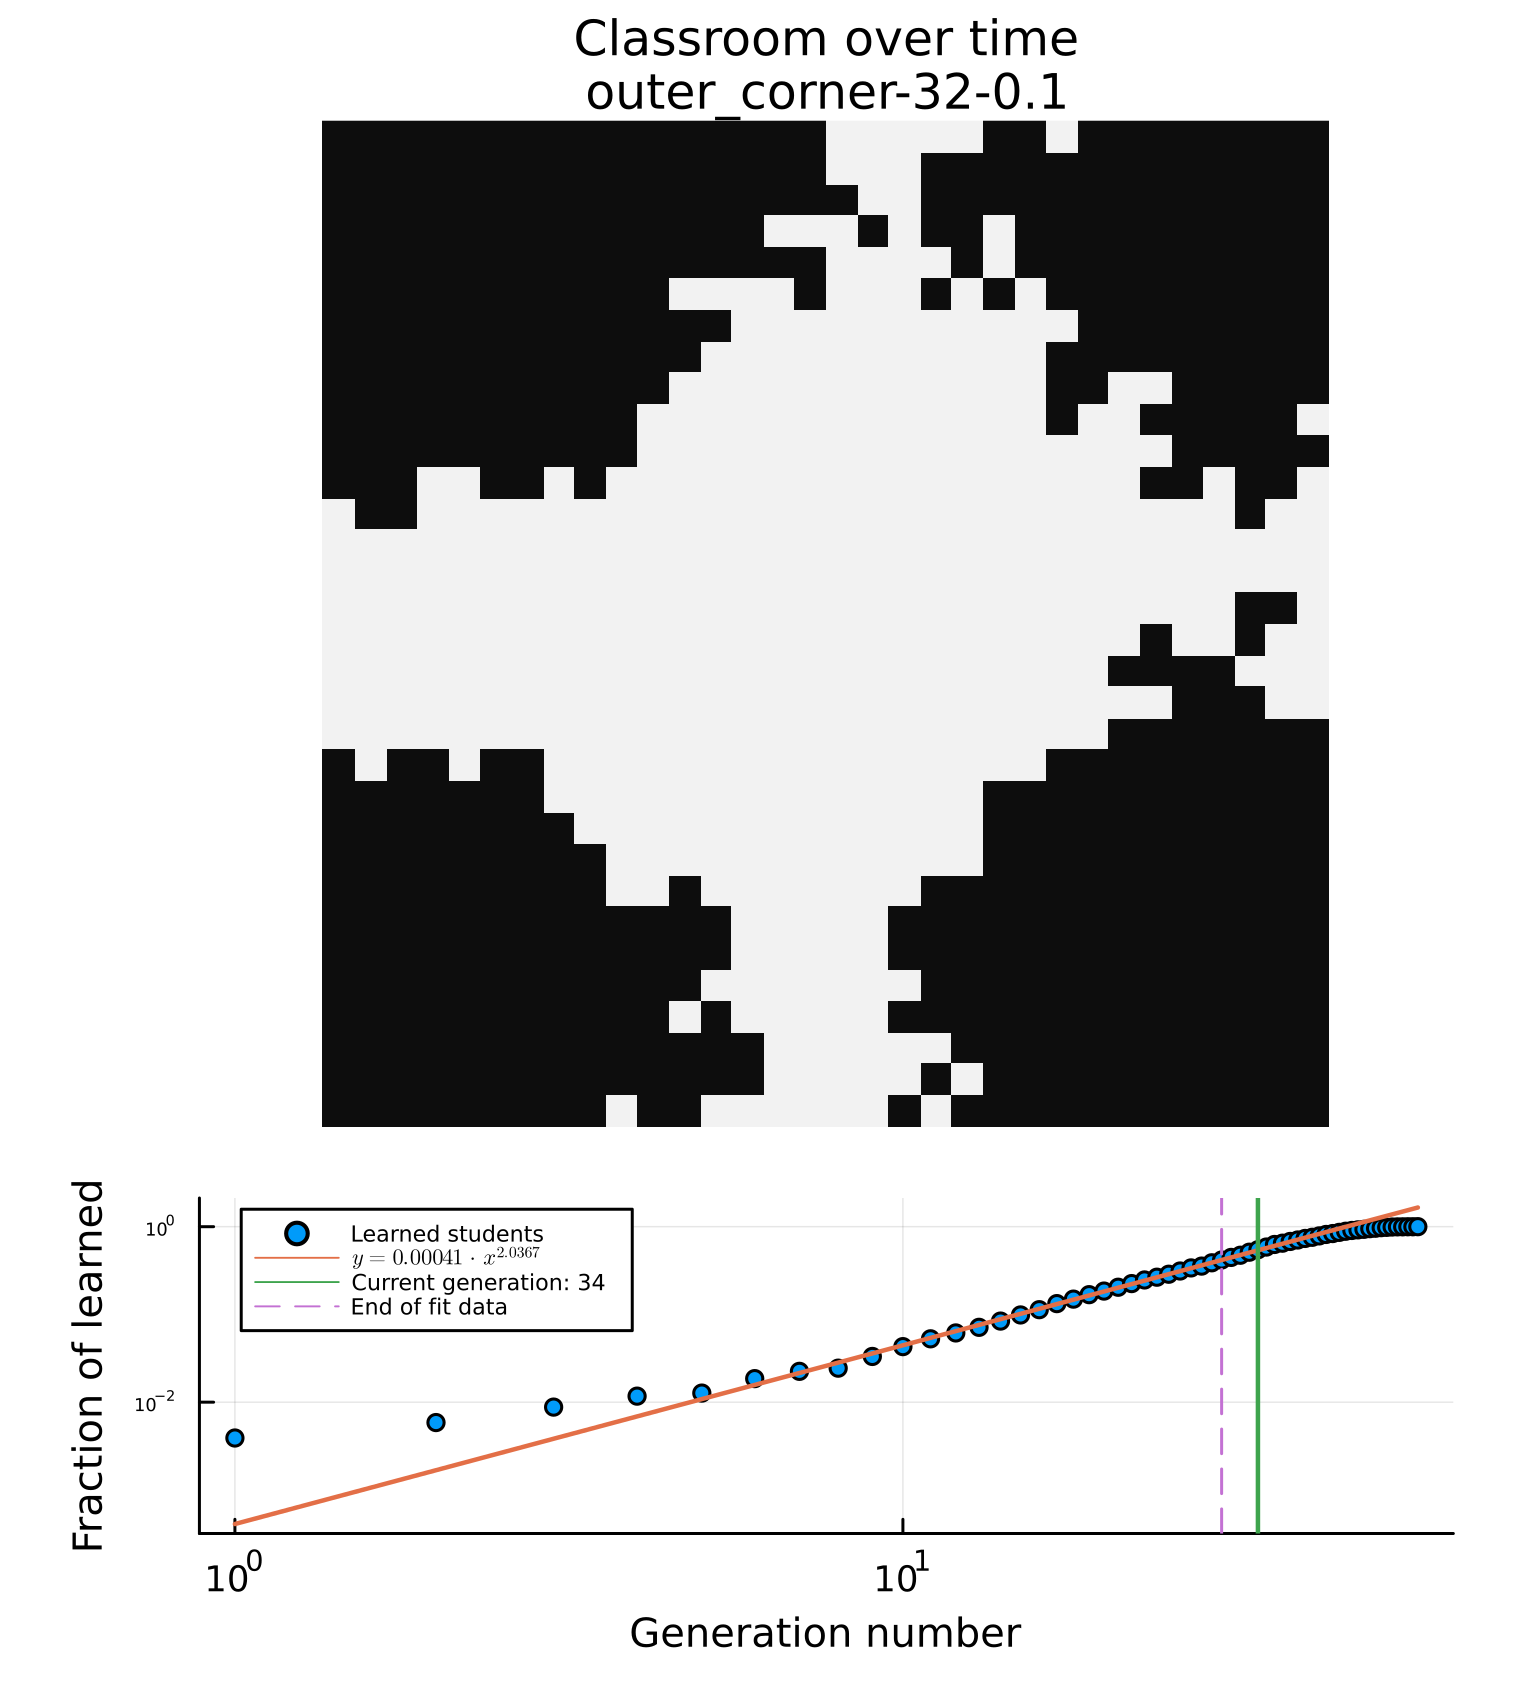 Classroom over time
outer_corner-32-0.1
Fraction of learned
10^0
10^−2
Learned students
y = 0.00041 · x^2.0367
Current generation: 34
End of fit data
10^0
10^1
Generation number